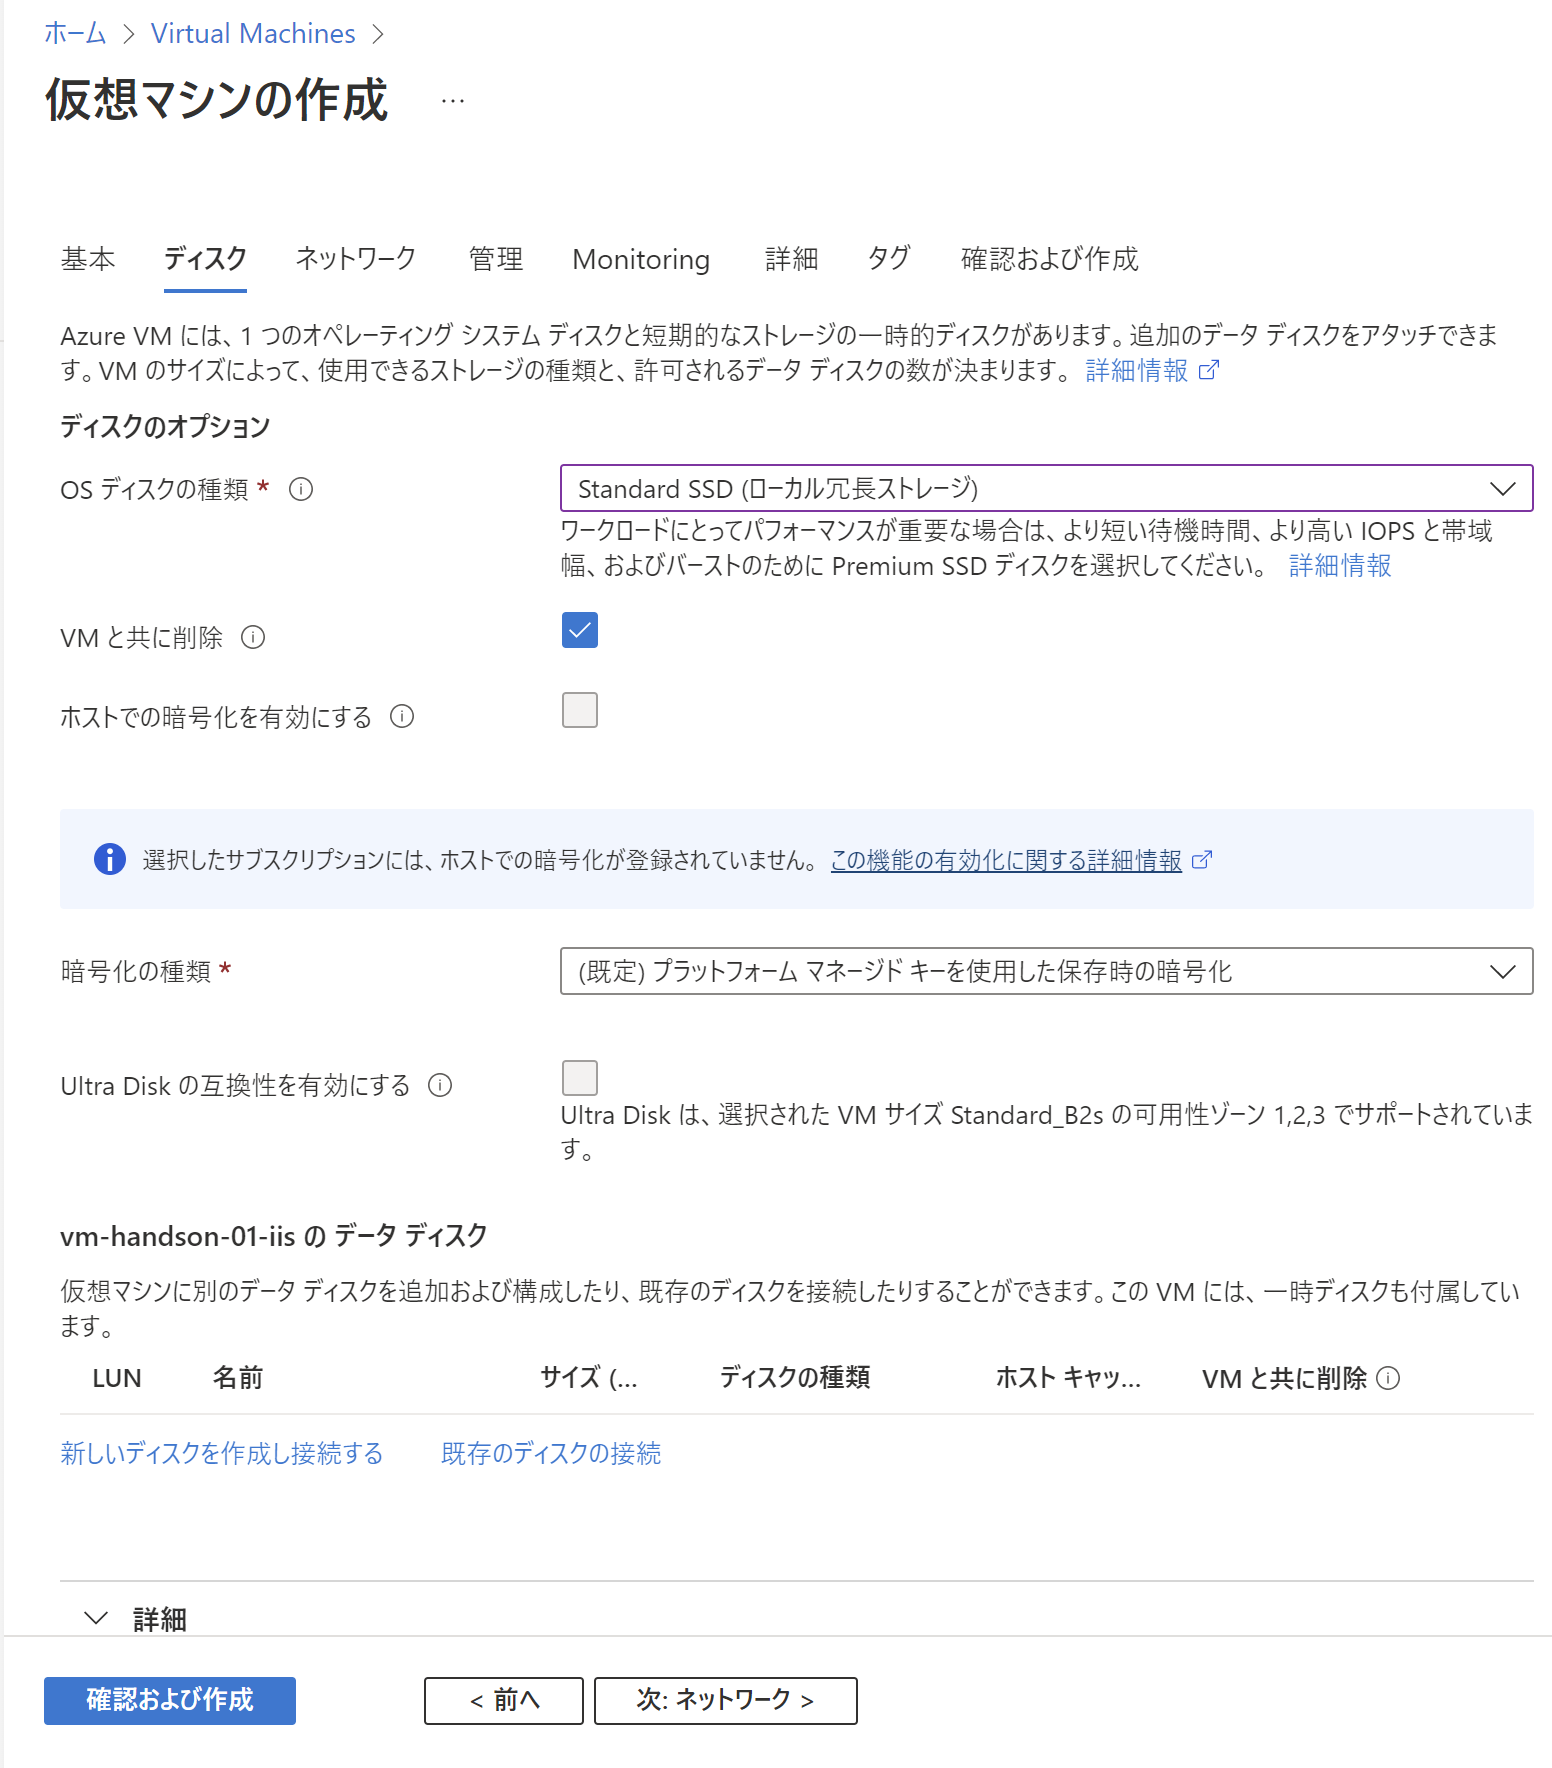 ホーム > Virtual Machines >
仮想マシンの作成 …
基本 ディスク ネットワーク 管理 Monitoring 詳細 タグ 確認および作成
Azure VM には、1 つのオペレーティング システム ディスクと短期的なストレージの一時的ディスクがあります。追加のデータ ディスクをアタッチできま
す。VM のサイズによって、使用できるストレージの種類と、許可されるデータ ディスクの数が決まります。 詳細情報
ディスクのオプション
OS ディスクの種類 * Standard SSD (ローカル冗長ストレージ)
ワークロードにとってパフォーマンスが重要な場合は、より短い待機時間、より高い IOPS と帯域
幅、およびバーストのために Premium SSD ディスクを選択してください。 詳細情報
VM と共に削除
ホストでの暗号化を有効にする
選択したサブスクリプションには、ホストでの暗号化が登録されていません。 この機能の有効化に関する詳細情報
暗号化の種類 * (既定) プラットフォーム マネージド キーを使用した保存時の暗号化
Ultra Disk の互換性を有効にする
Ultra Disk は、選択された VM サイズ Standard_B2s の可用性ゾーン 1,2,3 でサポートされていま
す。
vm-handson-01-iis の データ ディスク
仮想マシンに別のデータ ディスクを追加および構成したり、既存のディスクを接続したりすることができます。この VM には、一時ディスクも付属してい
ます。
LUN 名前 サイズ (... ディスクの種類 ホスト キャッ... VM と共に削除
新しいディスクを作成し接続する 既存のディスクの接続
詳細
確認および作成 < 前へ 次: ネットワーク >